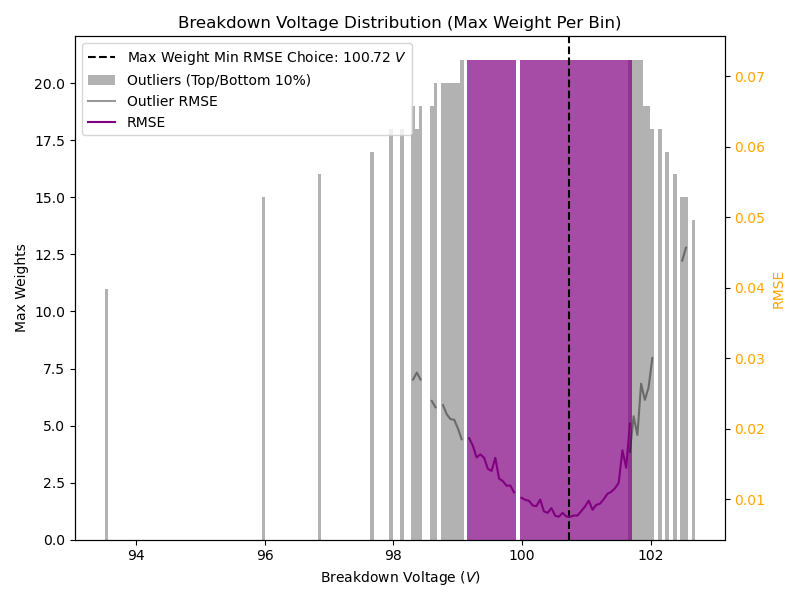 Breakdown Voltage Distribution (Max Weight Per Bin)
Max Weight Min RMSE Choice: 100.72 V
Outliers (Top/Bottom 10%)
Outlier RMSE
RMSE
Max Weights
20.0
17.5
15.0
12.5
10.0
7.5
5.0
2.5
0.0
0.07
0.06
0.05
0.04
0.03
0.02
0.01
RMSE
94 96 98 100 102
Breakdown Voltage (V)